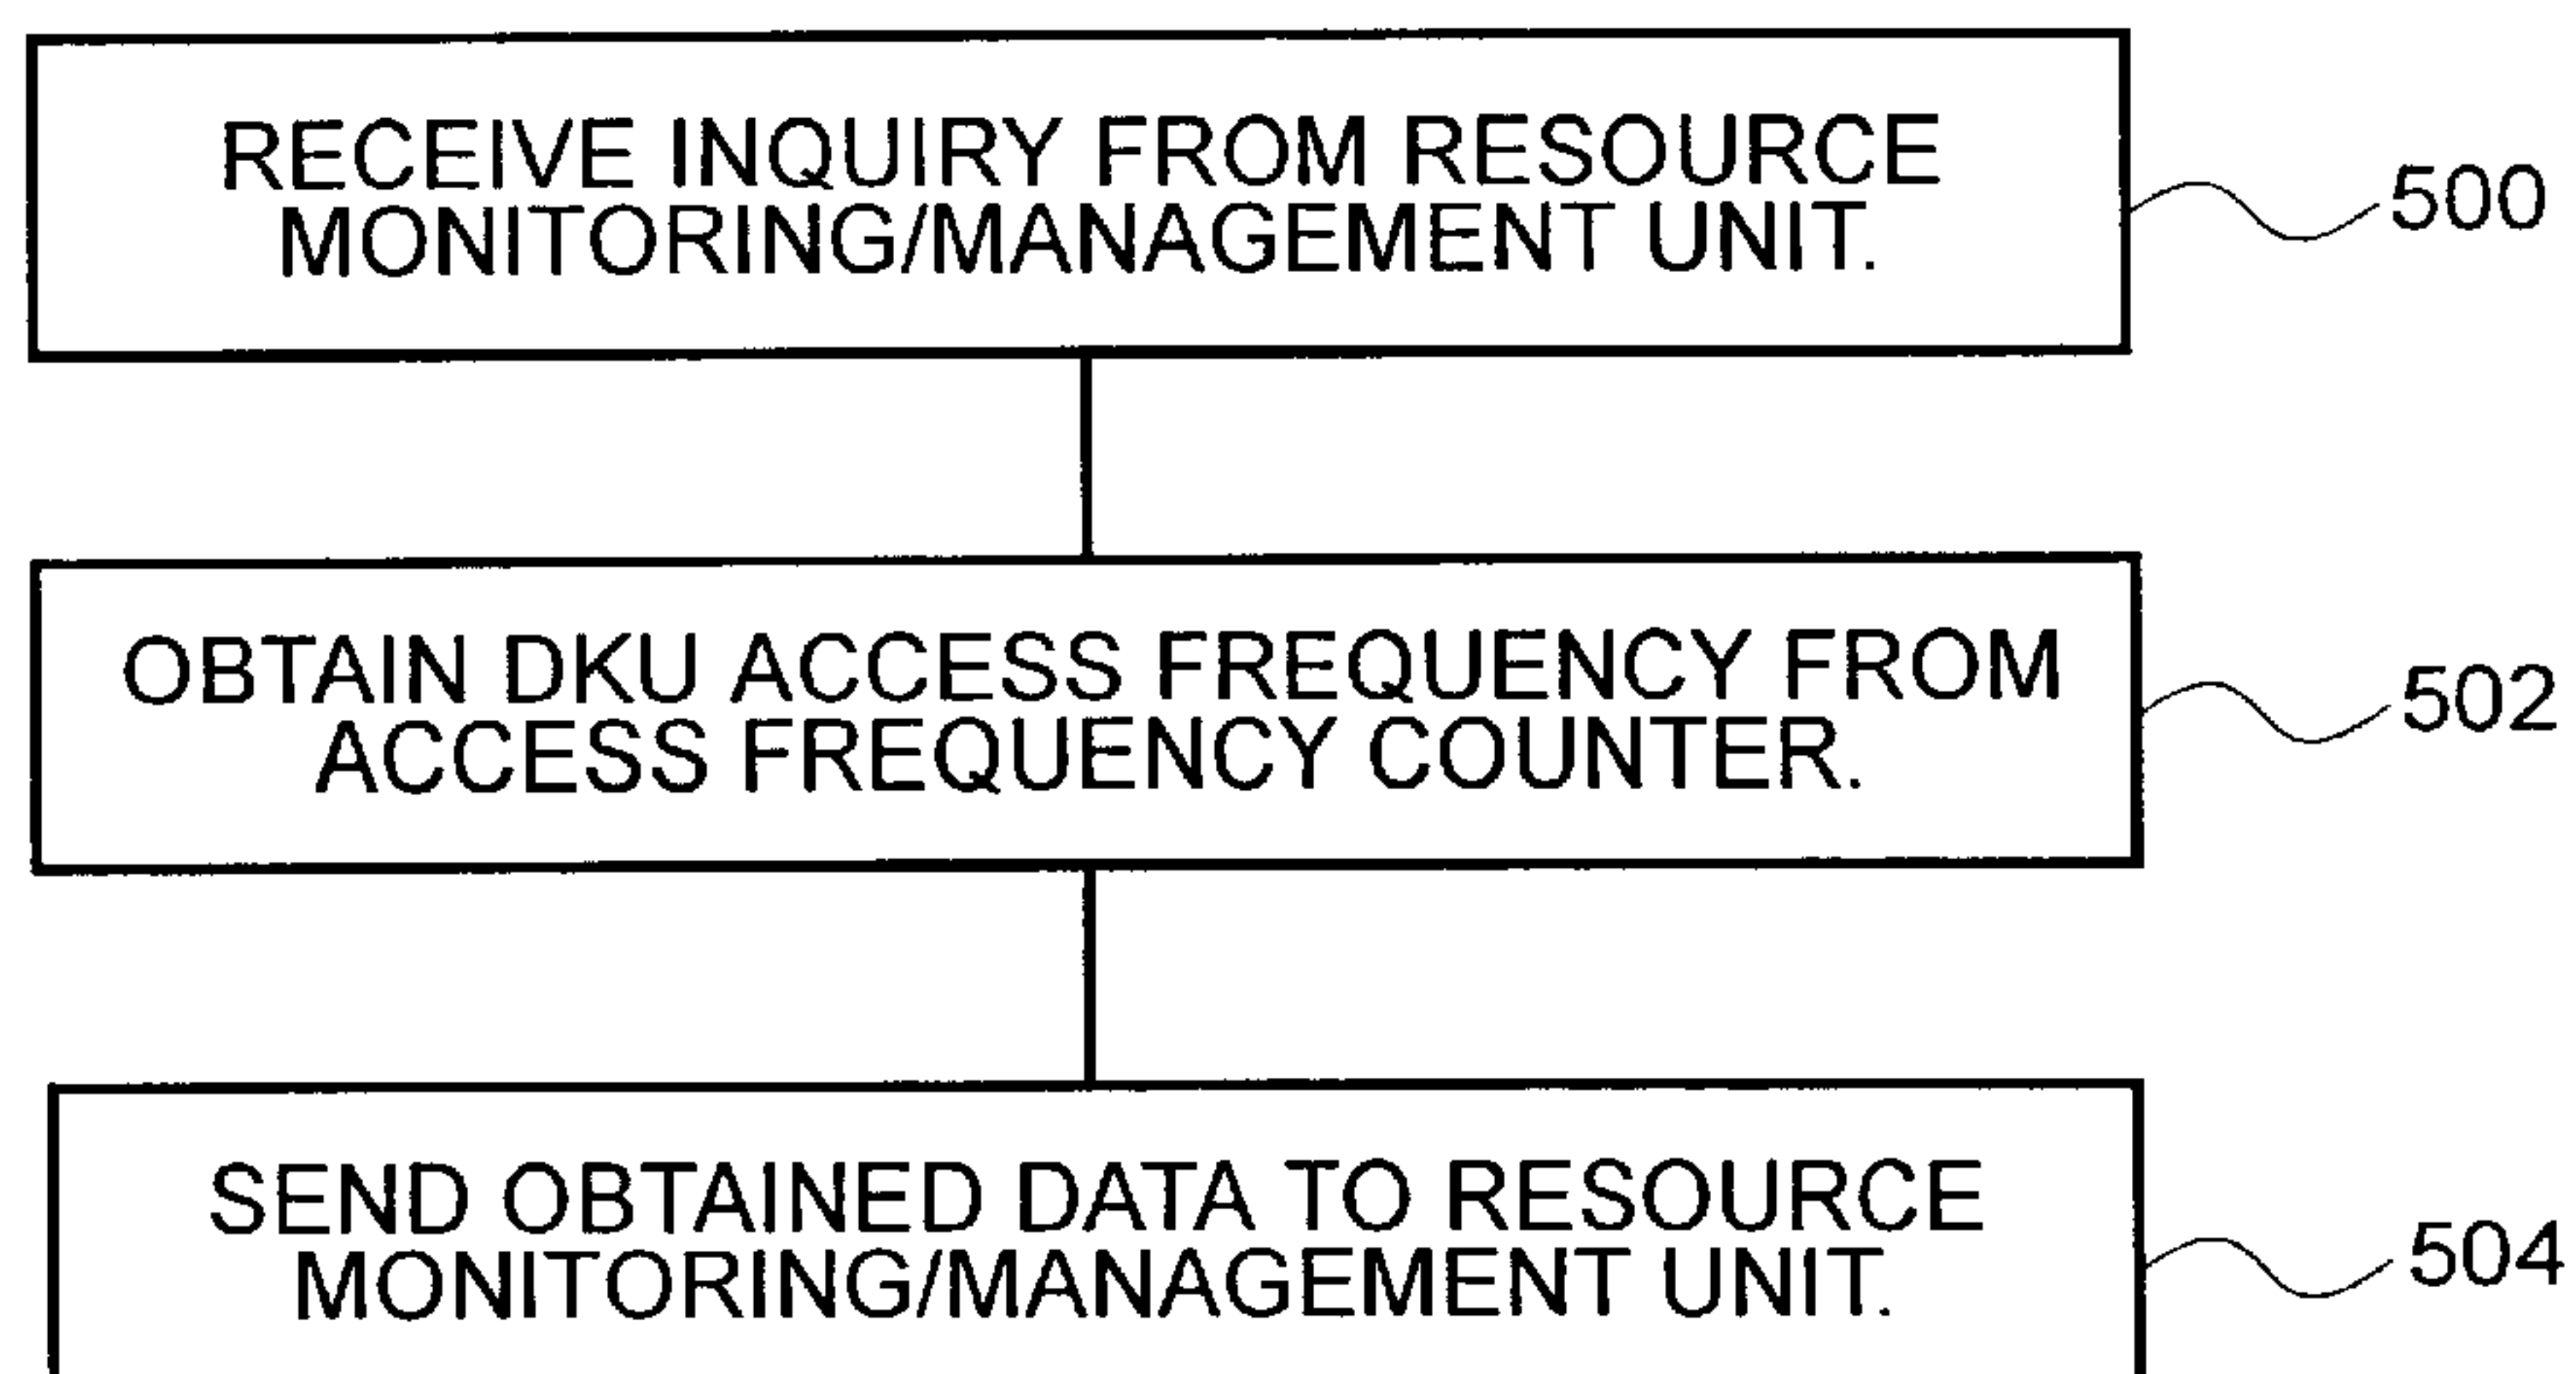 RECEIVE INQUIRY FROM RESOURCE
MONITORING/MANAGEMENT UNIT.
500
OBTAIN DKU ACCESS FREQUENCY FROM
ACCESS FREQUENCY COUNTER.
502
SEND OBTAINED DATA TO RESOURCE
MONITORING/MANAGEMENT UNIT.
504